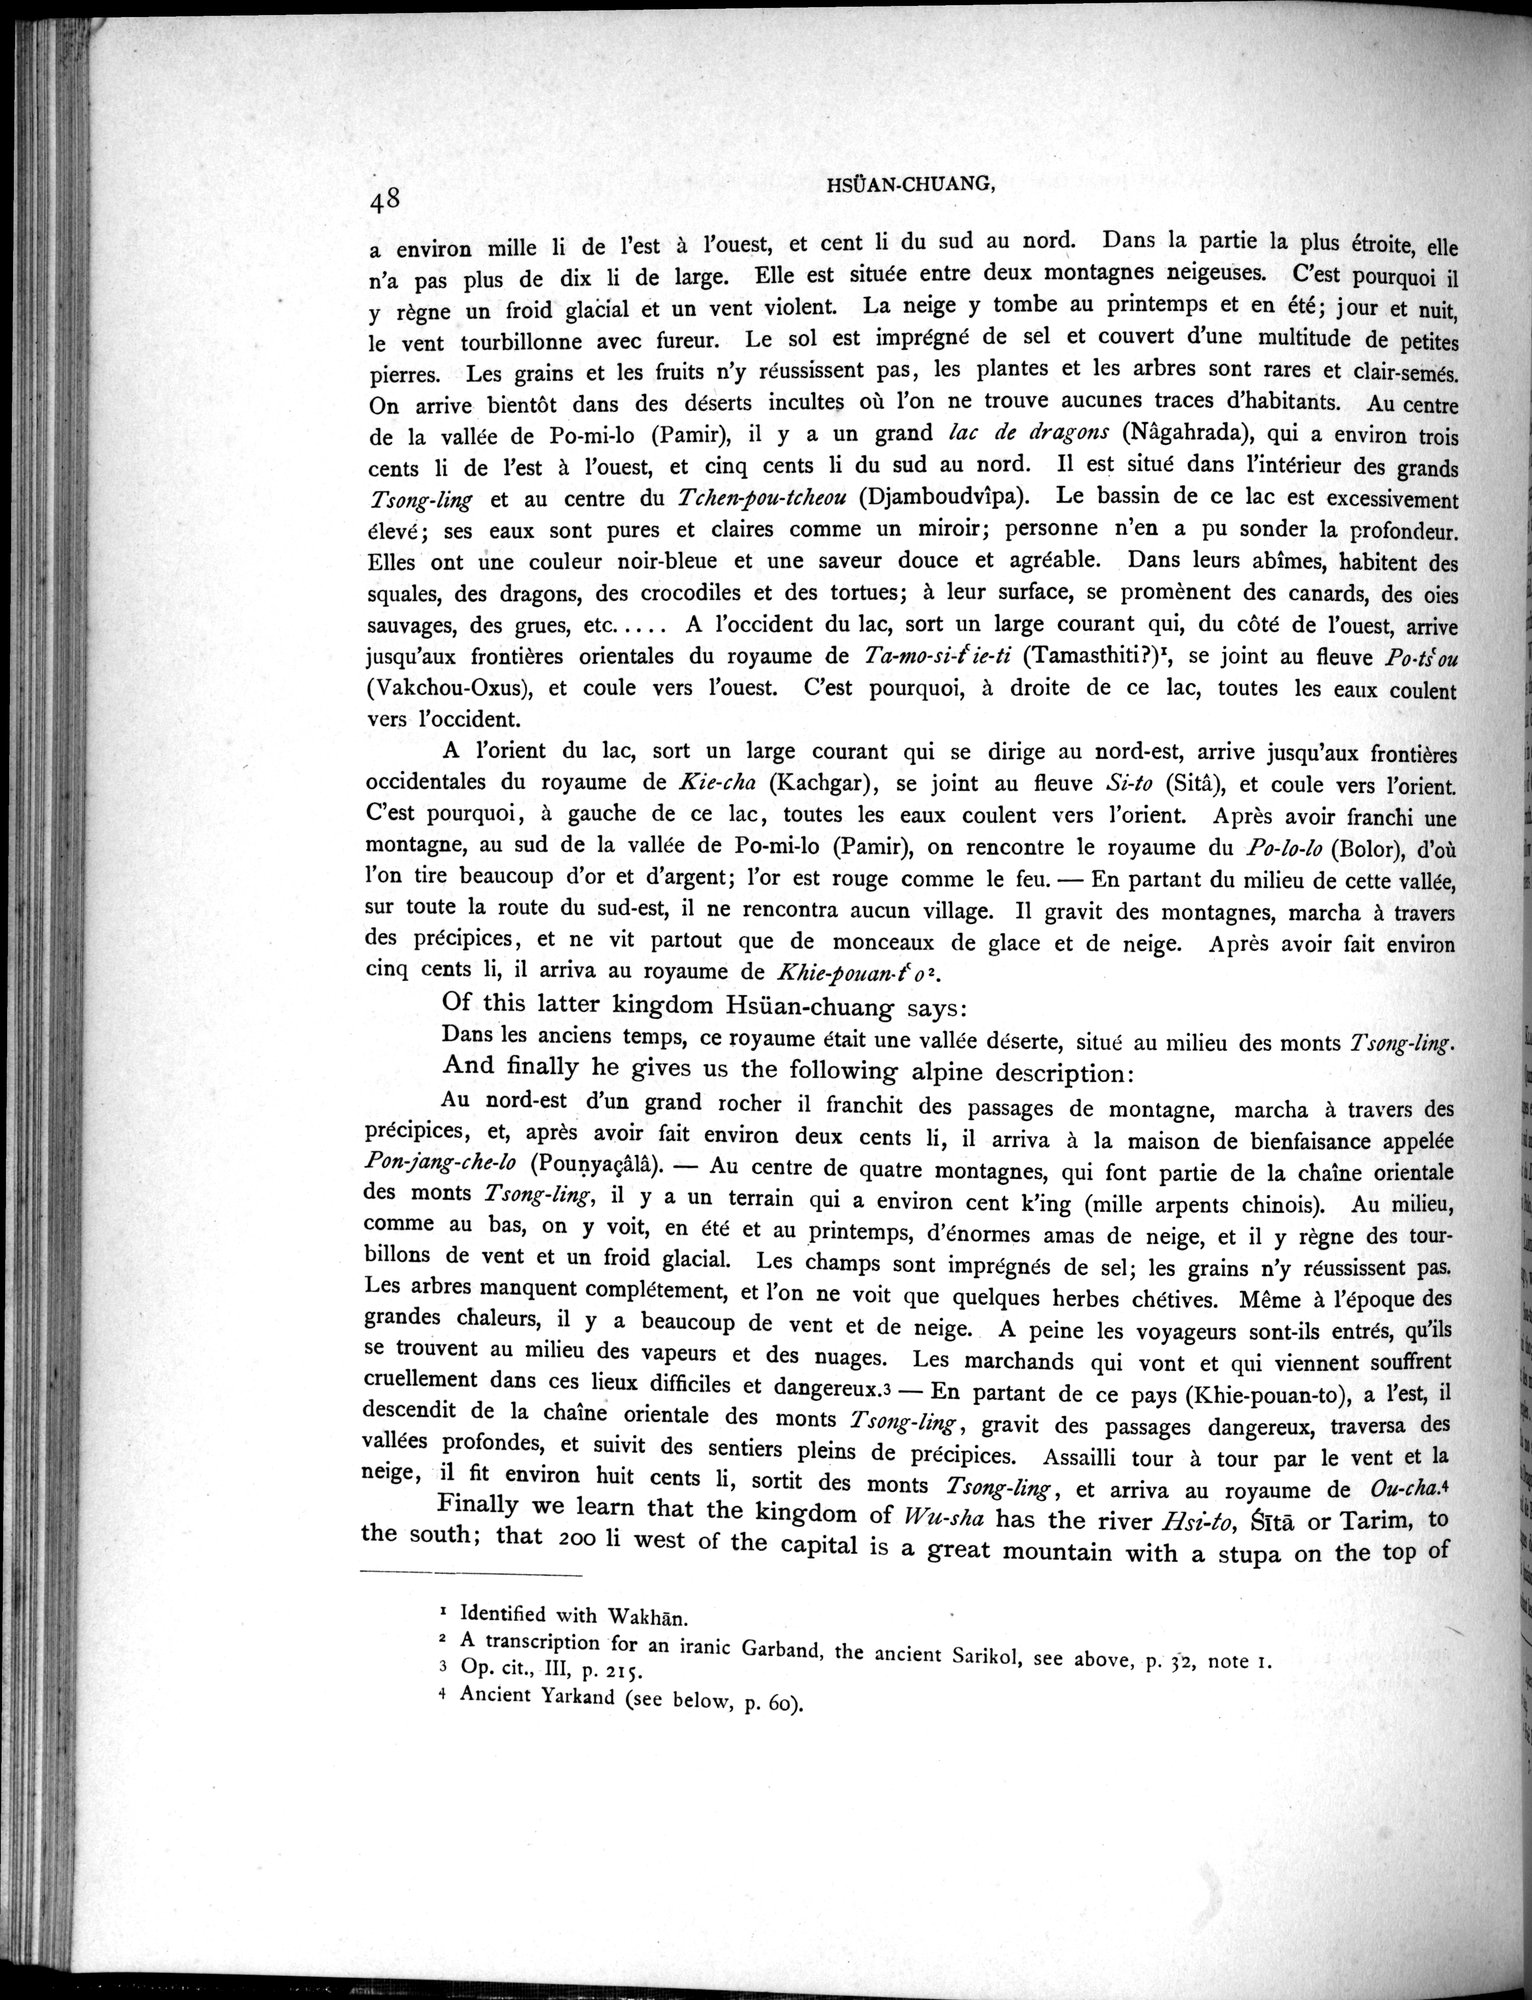 48
HSÜAN-CHUANG,
a environ mille li de l'est à l'ouest, et cent li du sud au nord. Dans la partie la plus étroite, elle
n'a pas plus de dix li de large. Elle est située entre deux montagnes neigeuses. C'est pourquoi il
y règne un froid glacial et un vent violent. La neige y tombe au printemps et en été; jour et nuit,
le vent tourbillonne avec fureur. Le sol est imprégné de sel et couvert d'une multitude de petites
pierres. Les grains et les fruits n'y réussissent pas, les plantes et les arbres sont rares et clair-semés.
On arrive bientôt dans des déserts incultes où l'on ne trouve aucunes traces d'habitants. Au centre
de la vallée de Po-mi-lo (Pamir), il y a un grand lac de dragons (Nâgahrada), qui a environ trois
cents li de l'est à l'ouest, et cinq cents li du sud au nord. Il est situé dans l'intérieur des grands
Tsong-ling et au centre du Tchen-pou-tcheou (Djamboudvîpa). Le bassin de ce lac est excessivement
élevé; ses eaux sont pures et claires comme un miroir; personne n'en a pu sonder la profondeur.
Elles ont une couleur noir-bleue et une saveur douce et agréable. Dans leurs abîmes, habitent des
squales, des dragons, des crocodiles et des tortues; à leur surface, se promènent des canards, des oies
sauvages, des grues, etc..... A l'occident du lac, sort un large courant qui, du côté de l'ouest, arrive
jusqu'aux frontières orientales du royaume de Ta-mo-si-t‘ie-ti (Tamasthiti?)¹, se joint au fleuve Po-ts‘ou
(Vakchou-Oxus), et coule vers l'ouest. C'est pourquoi, à droite de ce lac, toutes les eaux coulent
vers l'occident.
A l'orient du lac, sort un large courant qui se dirige au nord-est, arrive jusqu'aux frontières
occidentales du royaume de Kie-cha (Kachgar), se joint au fleuve Si-to (Sitâ), et coule vers l'orient.
C'est pourquoi, à gauche de ce lac, toutes les eaux coulent vers l'orient. Après avoir franchi une
montagne, au sud de la vallée de Po-mi-lo (Pamir), on rencontre le royaume du Po-lo-lo (Bolor), d'où
l'on tire beaucoup d'or et d'argent; l'or est rouge comme le feu. — En partant du milieu de cette vallée,
sur toute la route du sud-est, il ne rencontra aucun village. Il gravit des montagnes, marcha à travers
des précipices, et ne vit partout que de monceaux de glace et de neige. Après avoir fait environ
cinq cents li, il arriva au royaume de Khie-pouan-t‘o².
Of this latter kingdom Hsüan-chuang says:
Dans les anciens temps, ce royaume était une vallée déserte, situé au milieu des monts Tsong-ling.
And finally he gives us the following alpine description:
Au nord-est d'un grand rocher il franchit des passages de montagne, marcha à travers des
précipices, et, après avoir fait environ deux cents li, il arriva à la maison de bienfaisance appelée
Pon-jang-che-lo (Pouṇyaçâlâ). — Au centre de quatre montagnes, qui font partie de la chaîne orientale
des monts Tsong-ling, il y a un terrain qui a environ cent k'ing (mille arpents chinois). Au milieu,
comme au bas, on y voit, en été et au printemps, d'énormes amas de neige, et il y règne des tour-
billons de vent et un froid glacial. Les champs sont imprégnés de sel; les grains n'y réussissent pas.
Les arbres manquent complétement, et l'on ne voit que quelques herbes chétives. Même à l'époque des
grandes chaleurs, il y a beaucoup de vent et de neige. A peine les voyageurs sont-ils entrés, qu'ils
se trouvent au milieu des vapeurs et des nuages. Les marchands qui vont et qui viennent souffrent
cruellement dans ces lieux difficiles et dangereux.³ — En partant de ce pays (Khie-pouan-to), a l'est, il
descendit de la chaîne orientale des monts Tsong-ling, gravit des passages dangereux, traversa des
vallées profondes, et suivit des sentiers pleins de précipices. Assailli tour à tour par le vent et la
neige, il fit environ huit cents li, sortit des monts Tsong-ling, et arriva au royaume de Ou-cha.⁴
Finally we learn that the kingdom of Wu-sha has the river Hsi-to, Śītā or Tarim, to
the south; that 200 li west of the capital is a great mountain with a stupa on the top of
¹ Identified with Wakhān.
² A transcription for an iranic Garband, the ancient Sarikol, see above, p. 32, note 1.
³ Op. cit., III, p. 215.
⁴ Ancient Yarkand (see below, p. 60).